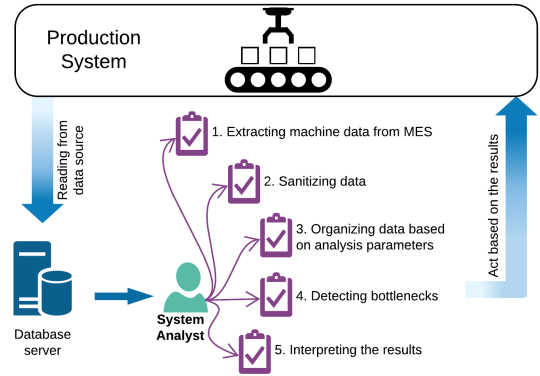 Production
System
Reading from
data source
1. Extracting machine data from MES
2. Sanitizing data
3. Organizing data based
on analysis parameters
4. Detecting bottlenecks
5. Interpreting the results
Act based on the results
Database
server
System
Analyst